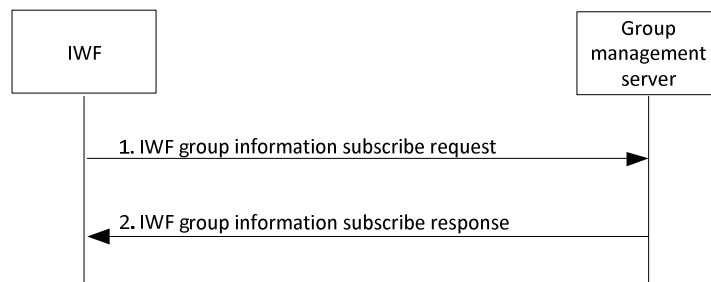 IWF
Group
management
server
1. IWF group information subscribe request
2. IWF group information subscribe response